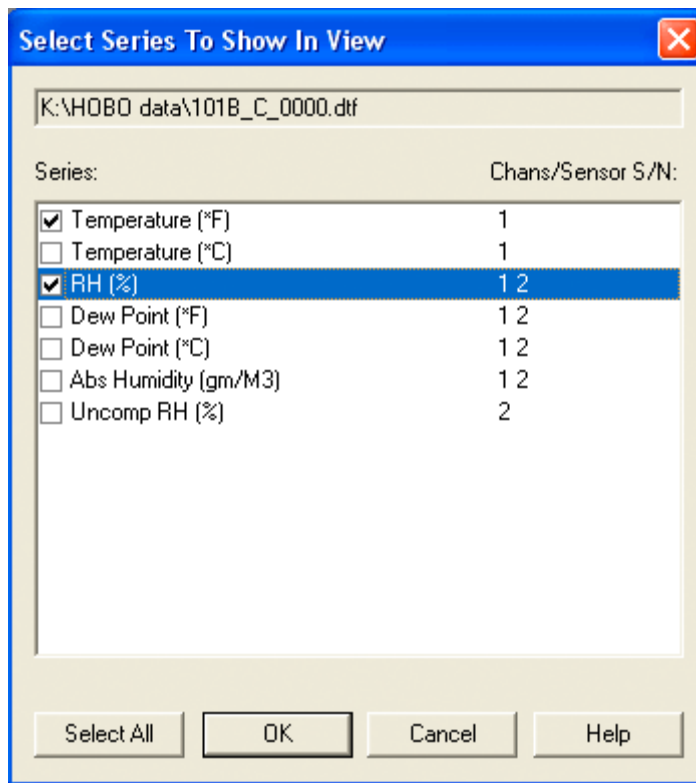 Select Series To Show In View
K:\HOBO data\101B_C_0000.dtf
Series: Chans/Sensor S/N:
Temperature (*F) 1
Temperature (*C) 1
RH (%) 1 2
Dew Point (*F) 1 2
Dew Point (*C) 1 2
Abs Humidity (gm/M3) 1 2
Uncomp RH (%) 2
Select All OK Cancel Help